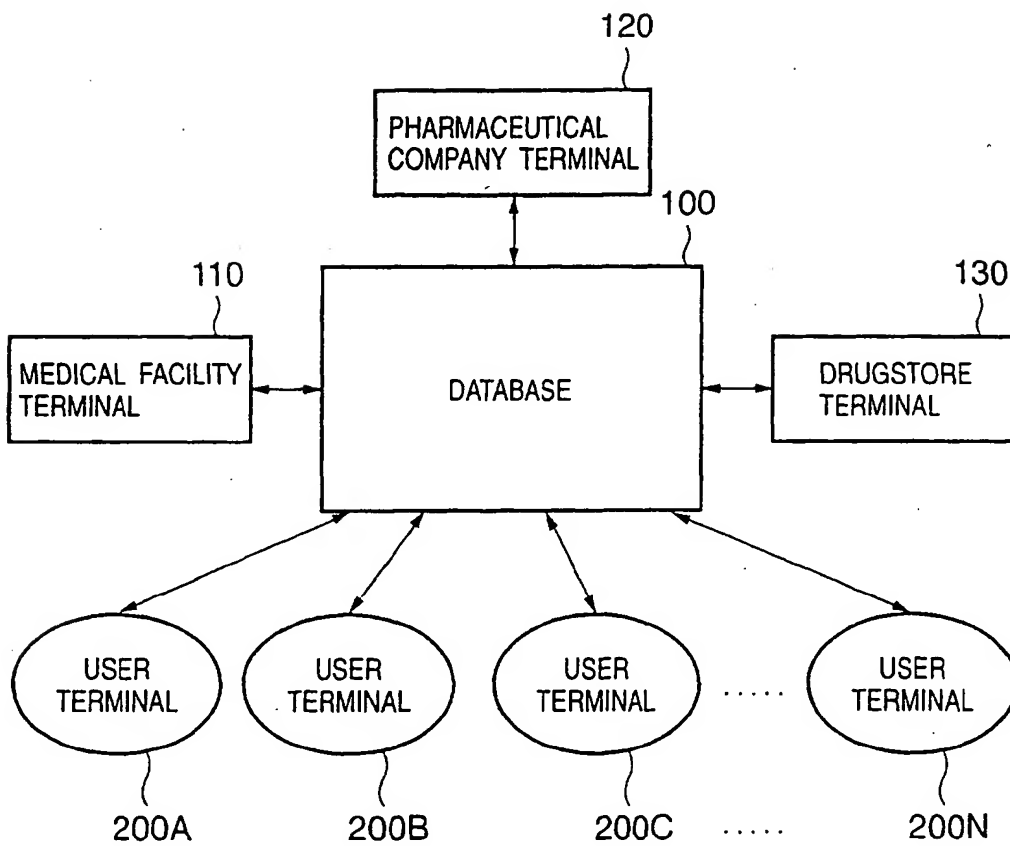 120
PHARMACEUTICAL
COMPANY TERMINAL
100
110
130
MEDICAL FACILITY
TERMINAL
DATABASE
DRUGSTORE
TERMINAL
USER
TERMINAL
USER
TERMINAL
USER
TERMINAL
.....
USER
TERMINAL
200A
200B
200C
.....
200N